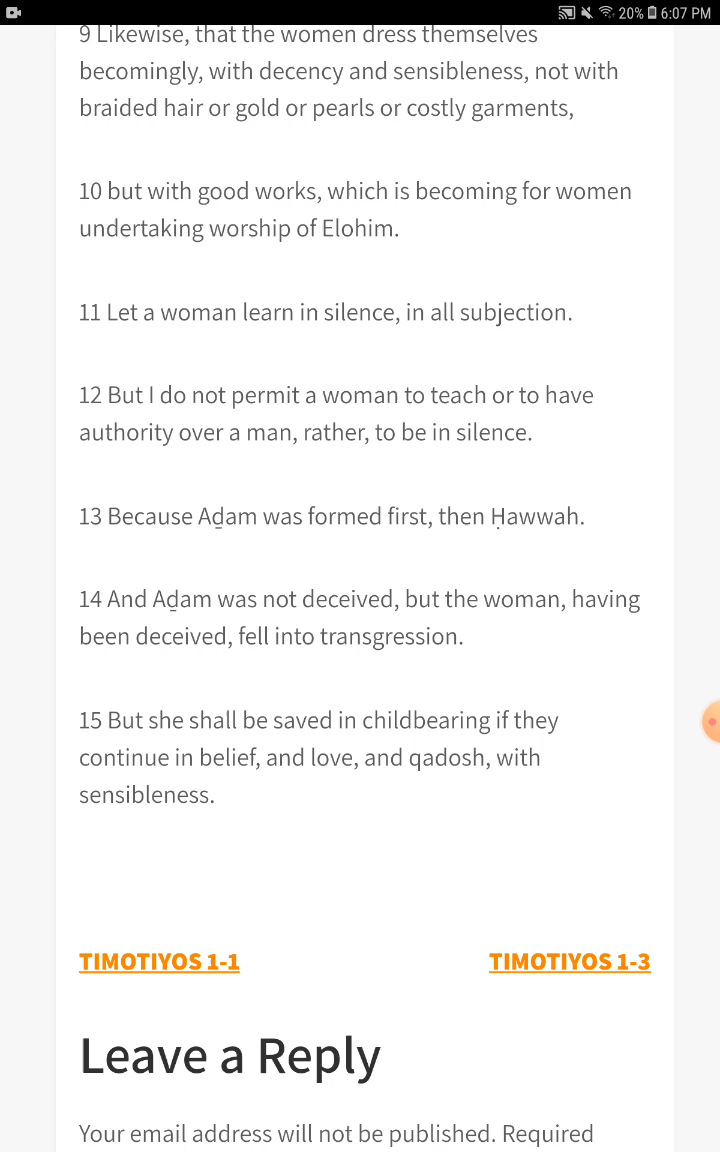 20% 6:07 PM
9 Likewise, that the women dress themselves
becomingly, with decency and sensibleness, not with
braided hair or gold or pearls or costly garments,
10 but with good works, which is becoming for women
undertaking worship of Elohim.
11 Let a woman learn in silence, in all subjection.
12 But I do not permit a woman to teach or to have
authority over a man, rather, to be in silence.
13 Because Aḏam was formed first, then Ḥawwah.
14 And Aḏam was not deceived, but the woman, having
been deceived, fell into transgression.
15 But she shall be saved in childbearing if they
continue in belief, and love, and qadosh, with
sensibleness.
TIMOTIYOS 1-1 TIMOTIYOS 1-3
Leave a Reply
Your email address will not be published. Required